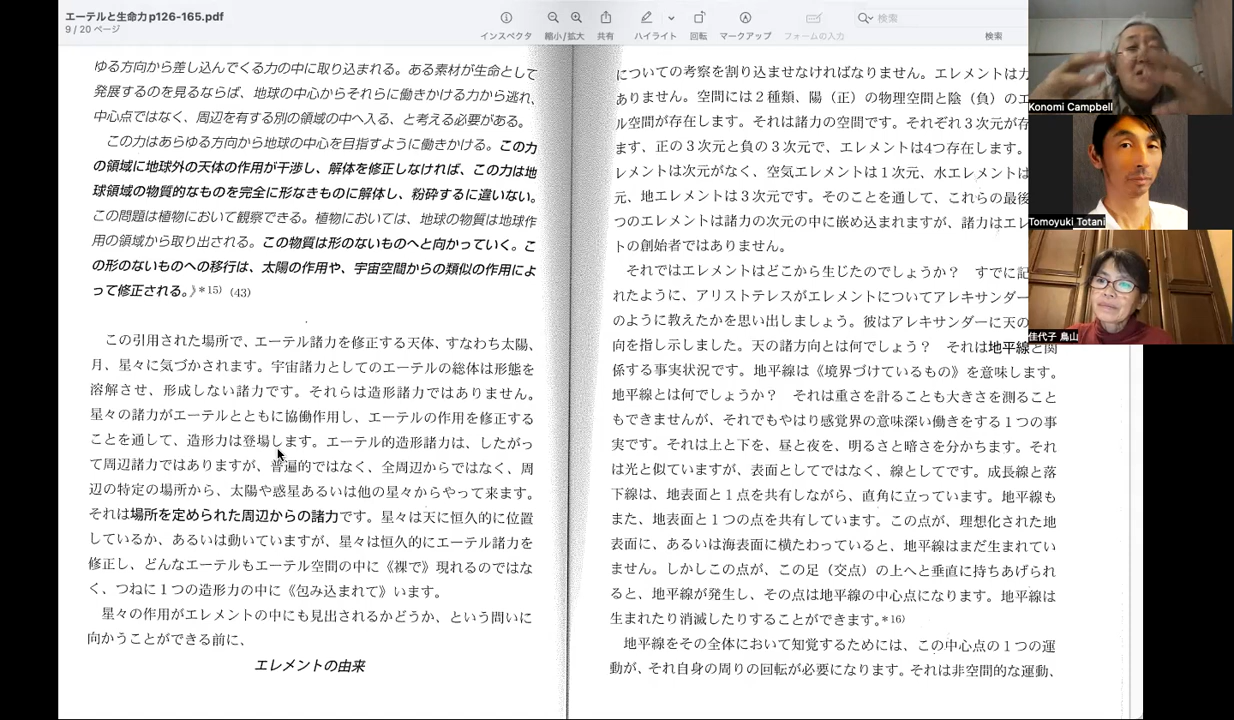 エーテルと生命力p126-165.pdf
9 / 20 ページ
インスペクタ
縮小/拡大
共有
ハイライト
回転
マークアップ
フォームの入力
検索
検索
ゆる方向から差し込んでくる力の中に取り込まれる。ある素材が生命として
発展するのを見るならば、地球の中心からそれらに働きかける力から逃れ、
中心点ではなく、周辺を有する別の領域の中へ入る、と考える必要がある。
この力はあらゆる方向から地球の中心を目指すように働きかける。この力
の領域に地球外の天体の作用が干渉し、解体を修正しなければ、この力は地
球領域の物質的なものを完全に形なきものに解体し、粉砕するに違いない。
この問題は植物において観察できる。植物においては、地球の物質は地球作
用の領域から取り出される。この物質は形のないものへと向かっていく。こ
の形のないものへの移行は、太陽の作用や、宇宙空間からの類似の作用によ
って修正される。》*15) (43)
この引用された場所で、エーテル諸力を修正する天体、すなわち太陽、
月、星々に気づかされます。宇宙諸力としてのエーテルの総体は形態を
溶解させ、形成しない諸力です。それらは造形諸力ではありません。
星々の諸力がエーテルとともに協働作用し、エーテルの作用を修正する
ことを通して、造形力は登場します。エーテル的造形諸力は、したがっ
て周辺諸力ではありますが、普遍的ではなく、全周辺からではなく、周
辺の特定の場所から、太陽や惑星あるいは他の星々からやって来ます。
それは場所を定められた周辺からの諸力です。星々は天に恒久的に位置
しているか、あるいは動いていますが、星々は恒久的にエーテル諸力を
修正し、どんなエーテルもエーテル空間の中に《裸で》現れるのではな
く、つねに1つの造形力の中に《包み込まれて》います。
星々の作用がエレメントの中にも見出されるかどうか、という問いに
向かうことができる前に、
エレメントの由来
についての考察を割り込ませなければなりません。エレメントは力
ありません。空間には2種類、陽（正）の物理空間と陰（負）のエ
ル空間が存在します。それは諸力の空間です。それぞれ3次元が存
ます、正の3次元と負の3次元で、エレメントは4つ存在します。
レメントは次元がなく、空気エレメントは1次元、水エレメントは
元、地エレメントは3次元です。そのことを通して、これらの最後
つのエレメントは諸力の次元の中に嵌め込まれますが、諸力はエレ
トの創始者ではありません。
それではエレメントはどこから生じたのでしょうか？ すでに記
れたように、アリストテレスがエレメントについてアレキサンダー
のように教えたかを思い出しましょう。彼はアレキサンダーに天の
向を指し示しました。天の諸方向とは何でしょう？ それは地平線と関
係する事実状況です。地平線は《境界づけているもの》を意味します。
地平線とは何でしょうか？ それは重さを計ることも大きさを測ること
もできませんが、それでもやはり感覚界の意味深い働きをする1つの事
実です。それは上と下を、昼と夜を、明るさと暗さを分かちます。それ
は光と似ていますが、表面としてではなく、線としてです。成長線と落
下線は、地表面と1点を共有しながら、直角に立っています。地平線も
また、地表面と1つの点を共有しています。この点が、理想化された地
表面に、あるいは海表面に横たわっていると、地平線はまだ生まれてい
ません。しかしこの点が、この足（交点）の上へと垂直に持ちあげられ
ると、地平線が発生し、その点は地平線の中心点になります。地平線は
生まれたり消滅したりすることができます。*16)
地平線をその全体において知覚するためには、この中心点の1つの運
動が、それ自身の周りの回転が必要になります。それは非空間的な運動、
Konomi Campbell
Tomoyuki Totani
佳代子 鳥山